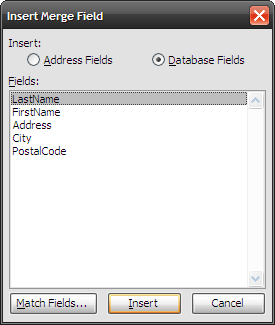 Insert Merge Field
Insert:
Address Fields Database Fields
Fields:
LastName
FirstName
Address
City
PostalCode
Match Fields... Insert Cancel